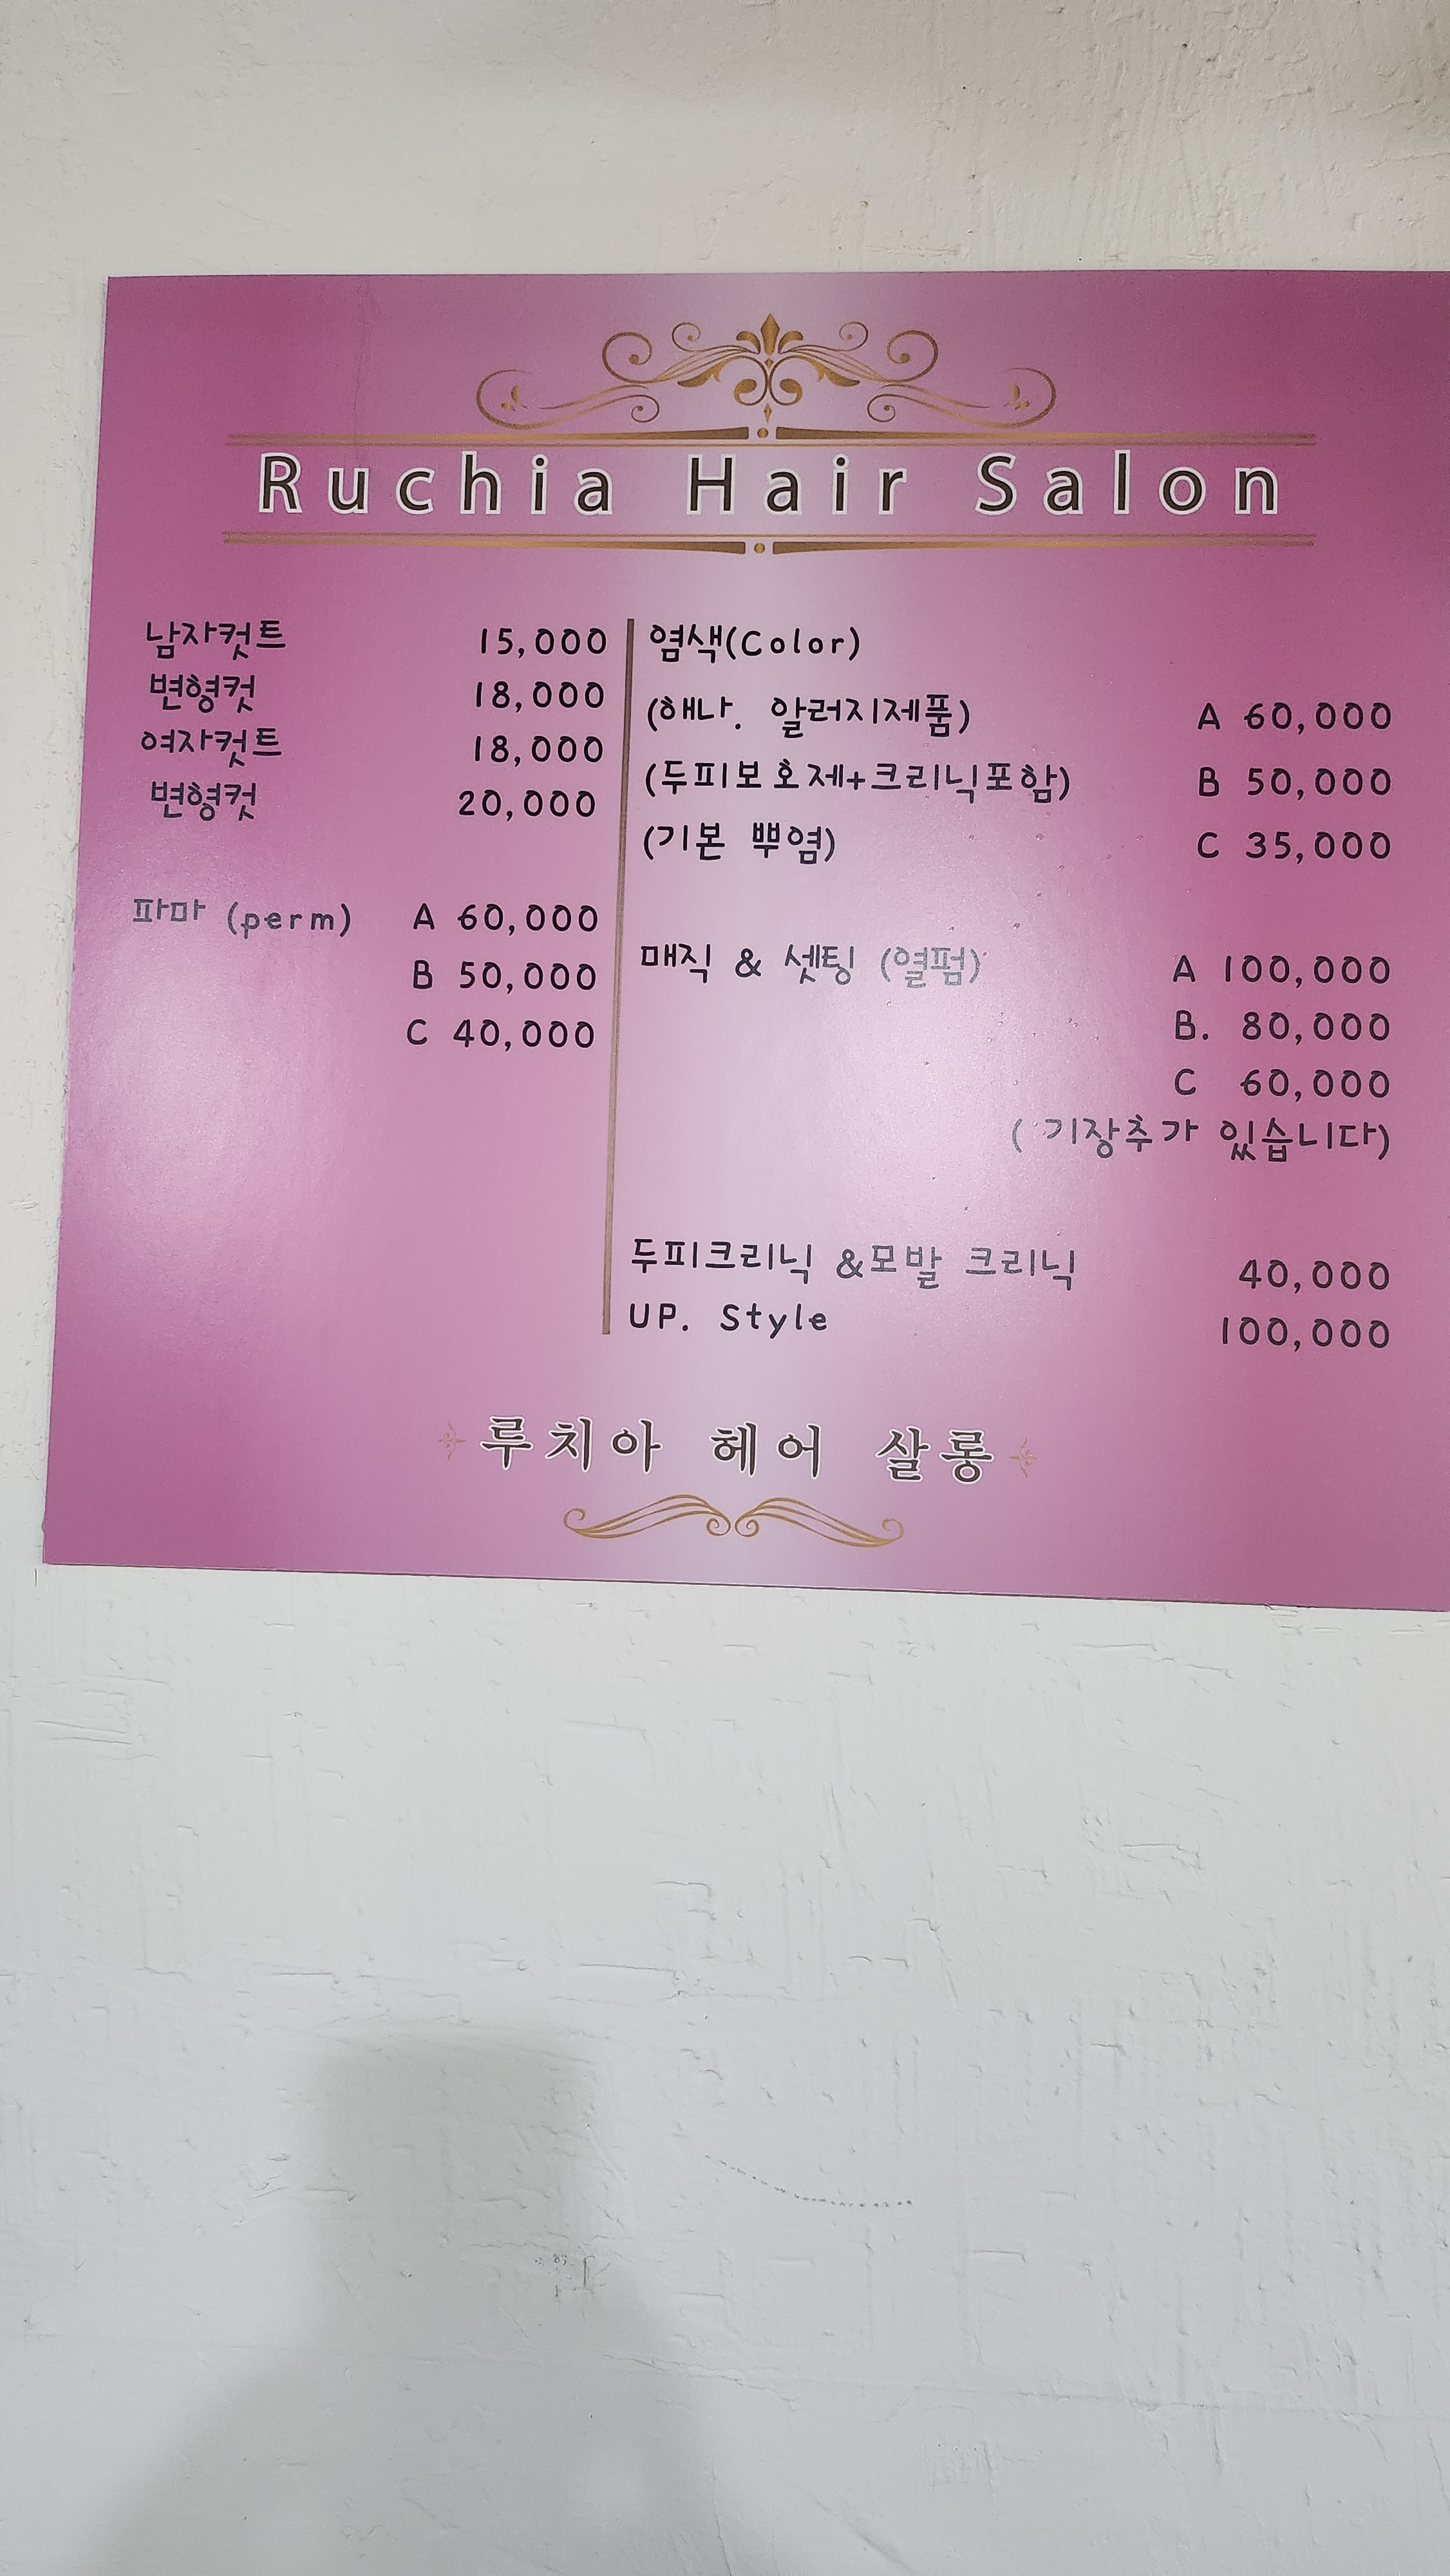 Ruchia Hair Salon
남자컷트 15,000
변형컷 18,000
여자컷트 18,000
변형컷 20,000
파마 (perm) A 60,000
B 50,000
C 40,000
염색(Color)
(해나. 알러지제품) A 60,000
(두피보호제+크리닉포함) B 50,000
(기본 뿌염) C 35,000
매직 & 셋팅 (열펌) A 100,000
B. 80,000
C 60,000
( 기장추가 있습니다)
두피크리닉 &모발 크리닉 40,000
UP. Style 100,000
루치아 헤어 살롱